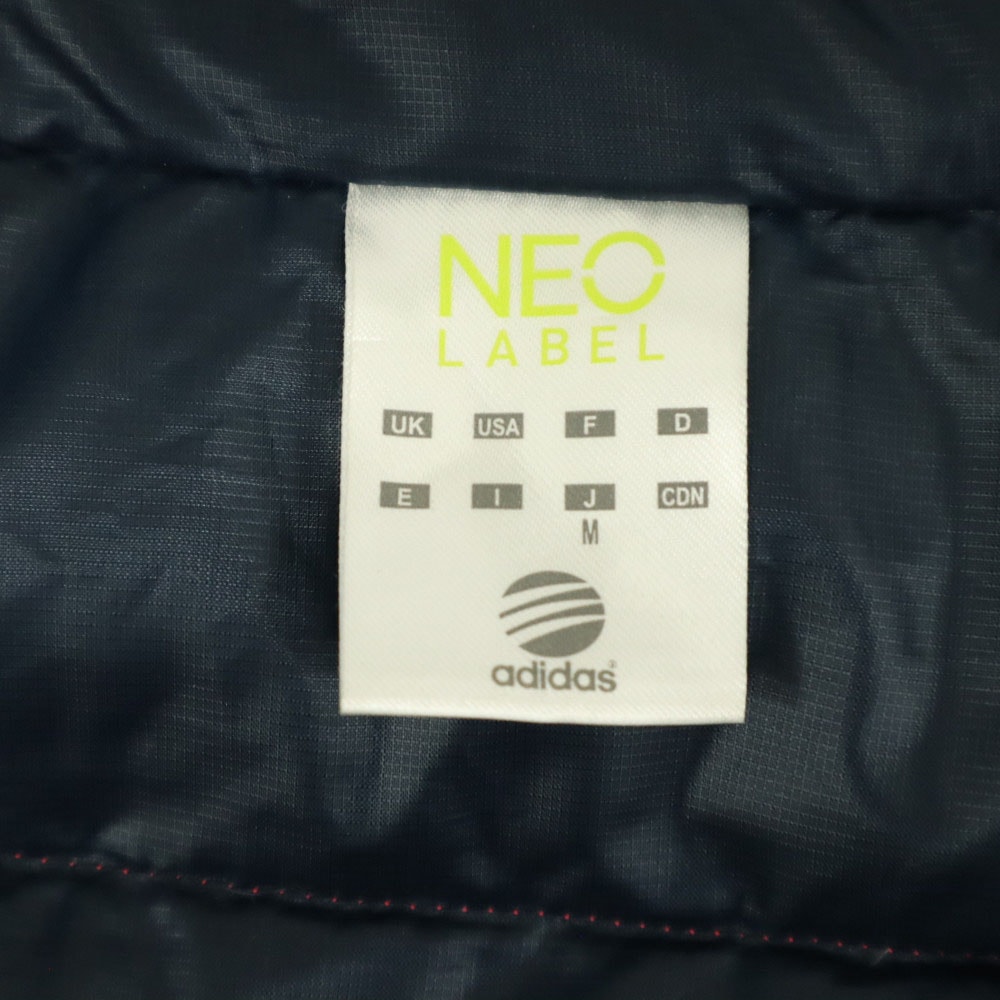 NEO
LABEL
UK USA F D
E I J CDN
M
adidas